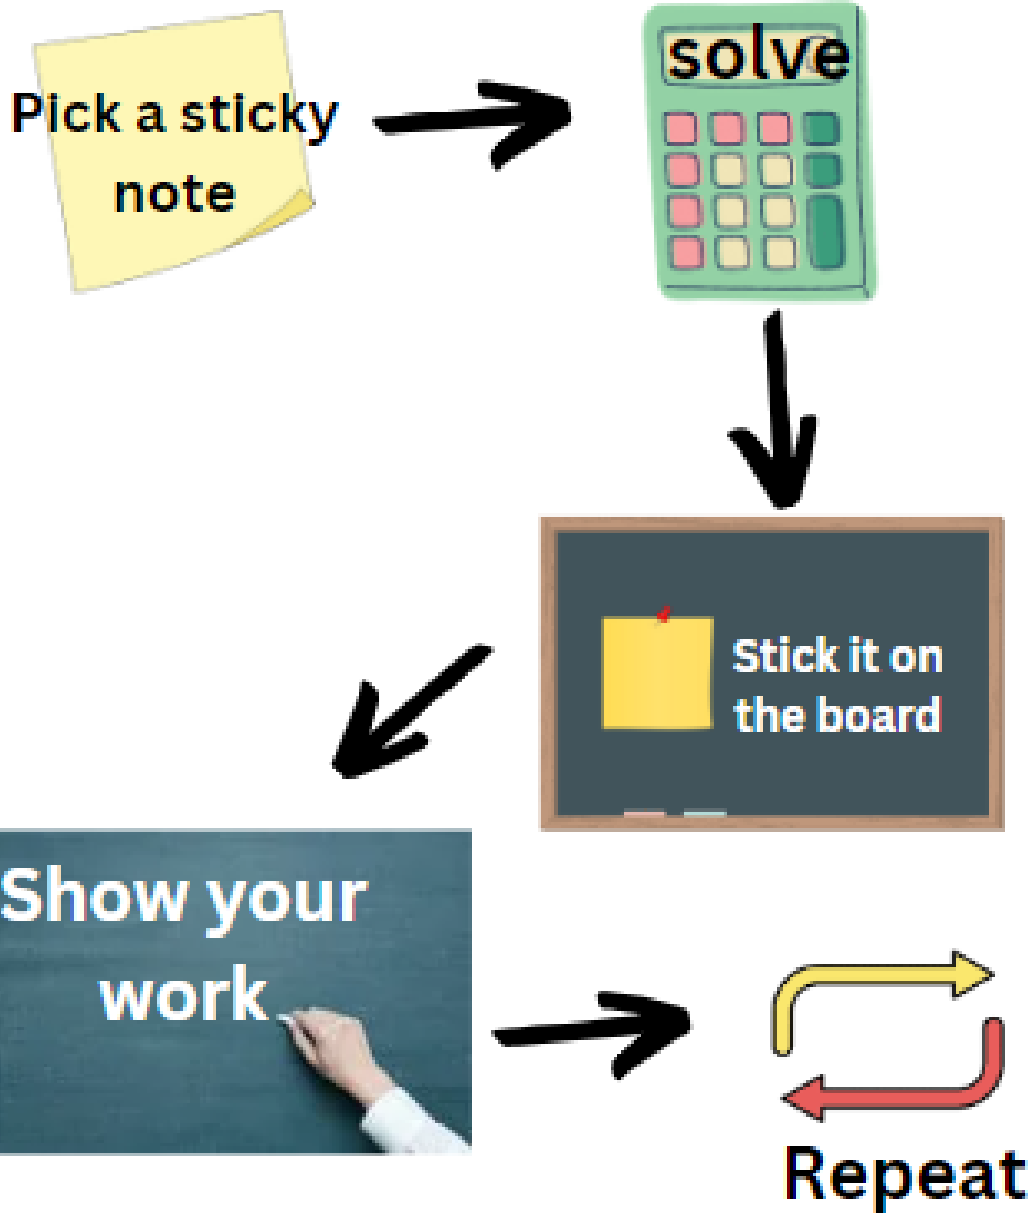 Pick a sticky
note
solve
Stick it on
the board
Show your
work
Repeat